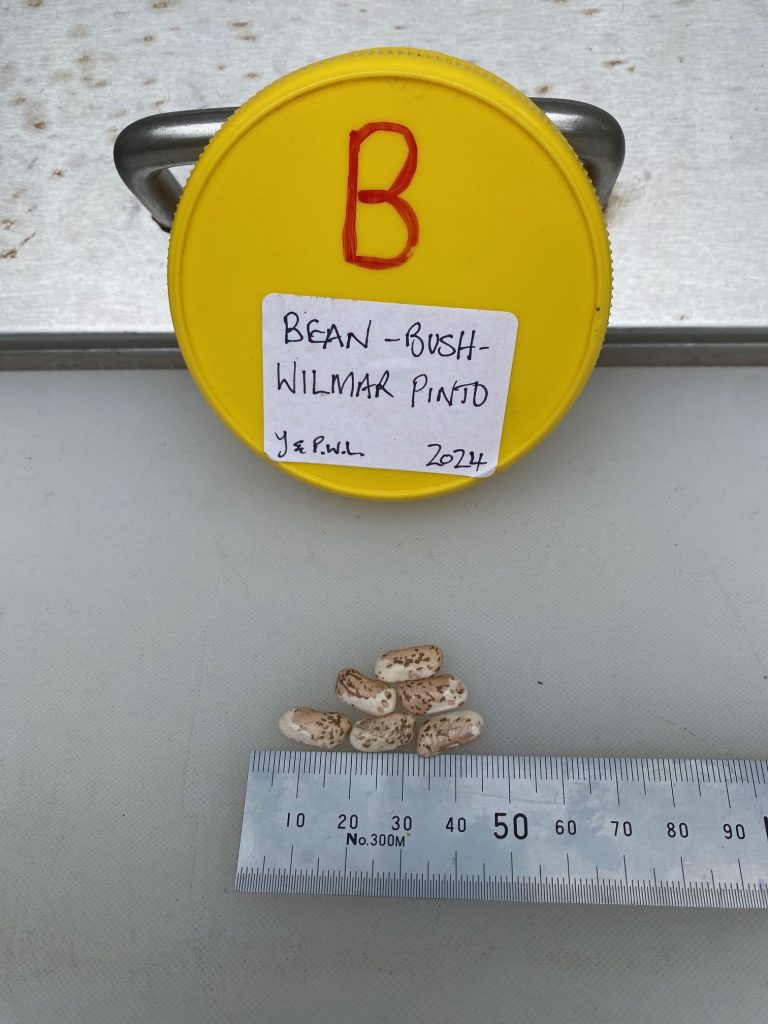 B
BEAN - BUSH -
WILMAR PINTO
Y & P.W.L. 2024
10 20 30 40 50 60 70 80 90
No.300M